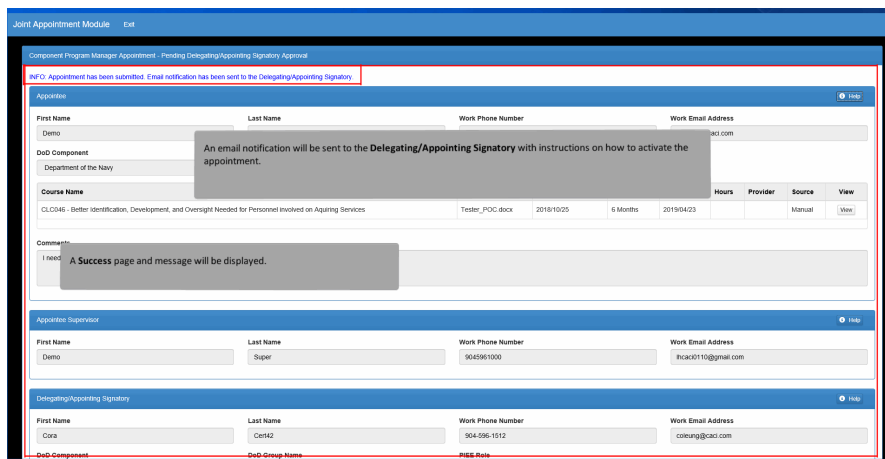 Joint Appointment Module Exit
Component Program Manager Appointment - Pending Delegating/Appointing Signatory Approval
INFO: Appointment has been submitted. Email notification has been sent to the Delegating/Appointing Signatory.
Appointee Help
First Name Last Name Work Phone Number Work Email Address
Demo aci.com
An email notification will be sent to the Delegating/Appointing Signatory with instructions on how to activate the
appointment.
DoD Component
Department of the Navy
Course Name Hours Provider Source View
CLC046 - Better Identification, Development, and Oversight Needed for Personnel involved on Aquiring Services Tester_POC.docx 2018/10/25 6 Months 2019/04/23 Manual View
Comments
I need
A Success page and message will be displayed.
Appointee Supervisor Help
First Name Last Name Work Phone Number Work Email Address
Demo Super 9045961000 lhcaci0110@gmail.com
Delegating/Appointing Signatory Help
First Name Last Name Work Phone Number Work Email Address
Cora Cert42 904-596-1512 coleung@caci.com
DoD Component DoD Group Name PIEE Role